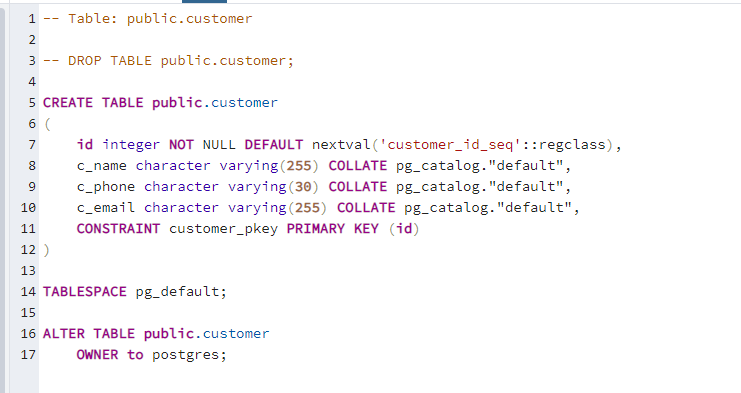 1 -- Table: public.customer
2
3 -- DROP TABLE public.customer;
4
5 CREATE TABLE public.customer
6 (
7     id integer NOT NULL DEFAULT nextval('customer_id_seq'::regclass),
8     c_name character varying(255) COLLATE pg_catalog."default",
9     c_phone character varying(30) COLLATE pg_catalog."default",
10     c_email character varying(255) COLLATE pg_catalog."default",
11     CONSTRAINT customer_pkey PRIMARY KEY (id)
12 )
13
14 TABLESPACE pg_default;
15
16 ALTER TABLE public.customer
17     OWNER to postgres;